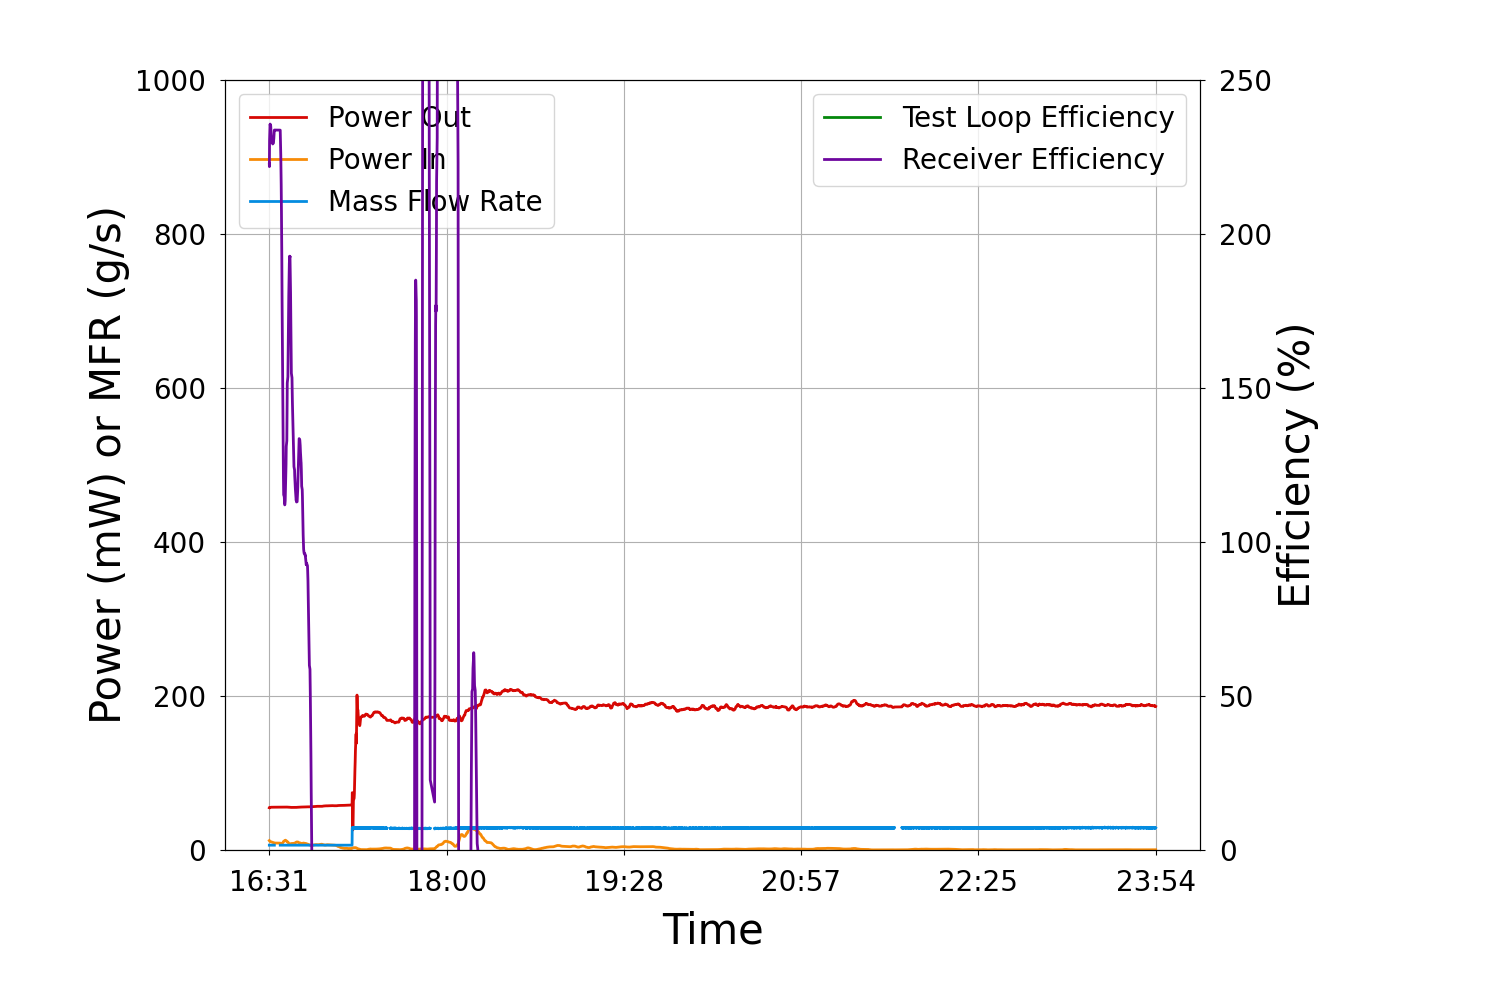 1000
800
600
400
200
0
Power (mW) or MFR (g/s)
Power Out
Power In
Mass Flow Rate
Test Loop Efficiency
Receiver Efficiency
250
200
150
100
50
0
Efficiency (%)
16:31 18:00 19:28 20:57 22:25 23:54
Time